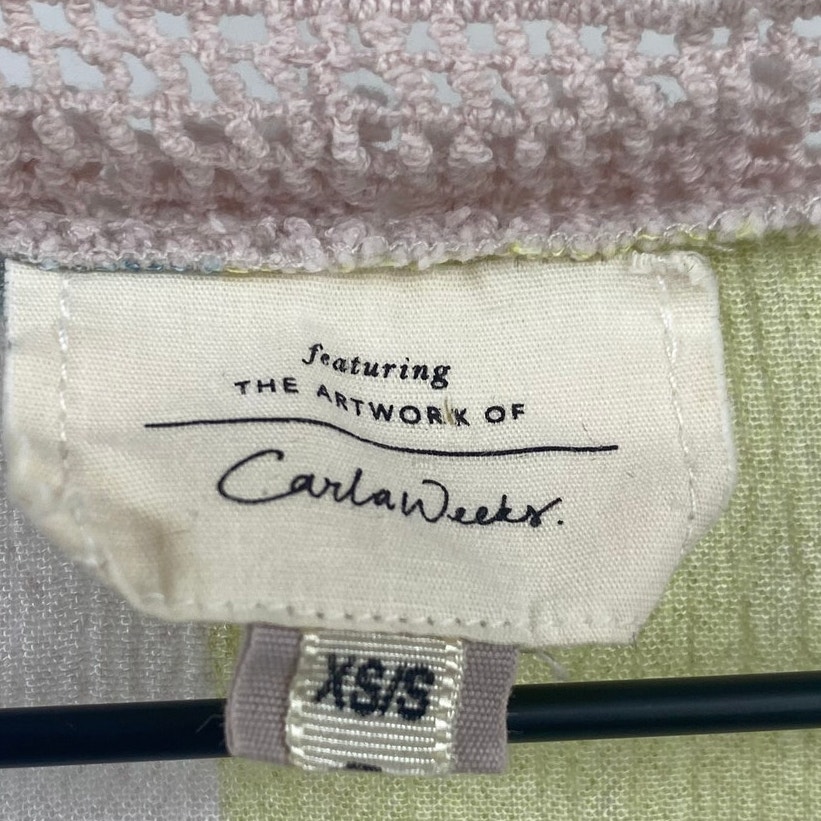 featuring
THE ARTWORK OF
Carla Weeks.
XS/S